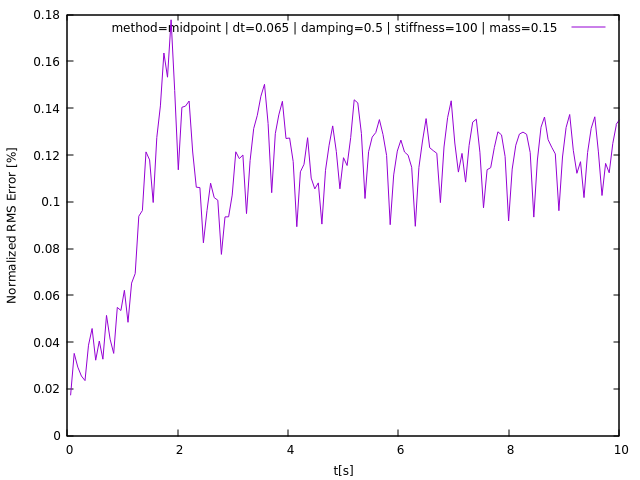 method=midpoint | dt=0.065 | damping=0.5 | stiffness=100 | mass=0.15
Normalized RMS Error [%]
0.18
0.16
0.14
0.12
0.1
0.08
0.06
0.04
0.02
0
0 2 4 6 8 10
t[s]